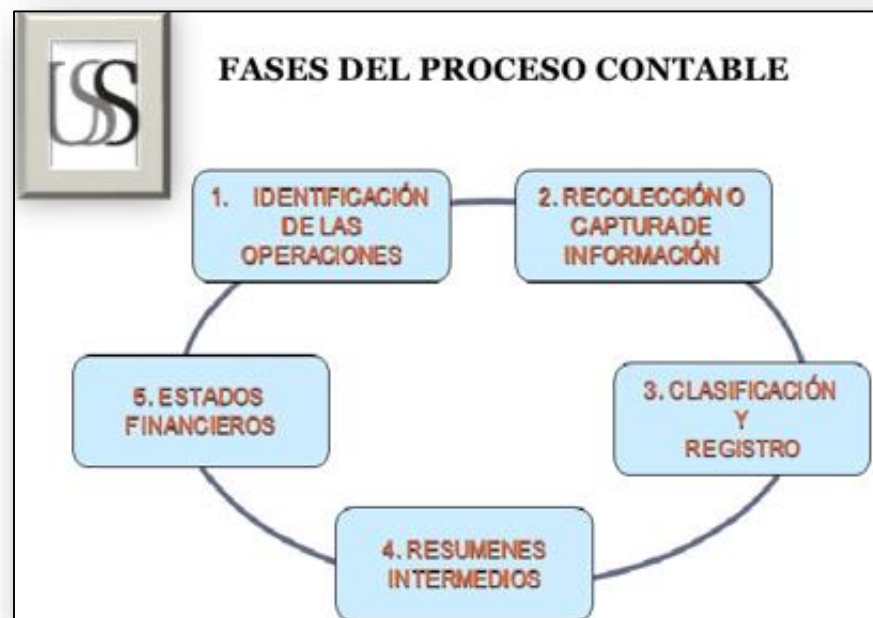 USS
FASES DEL PROCESO CONTABLE
1. IDENTIFICACIÓN
DE LAS
OPERACIONES
2. RECOLECCIÓN O
CAPTURA DE
INFORMACIÓN
3. CLASIFICACIÓN
Y
REGISTRO
4. RESUMENES
INTERMEDIOS
5. ESTADOS
FINANCIEROS